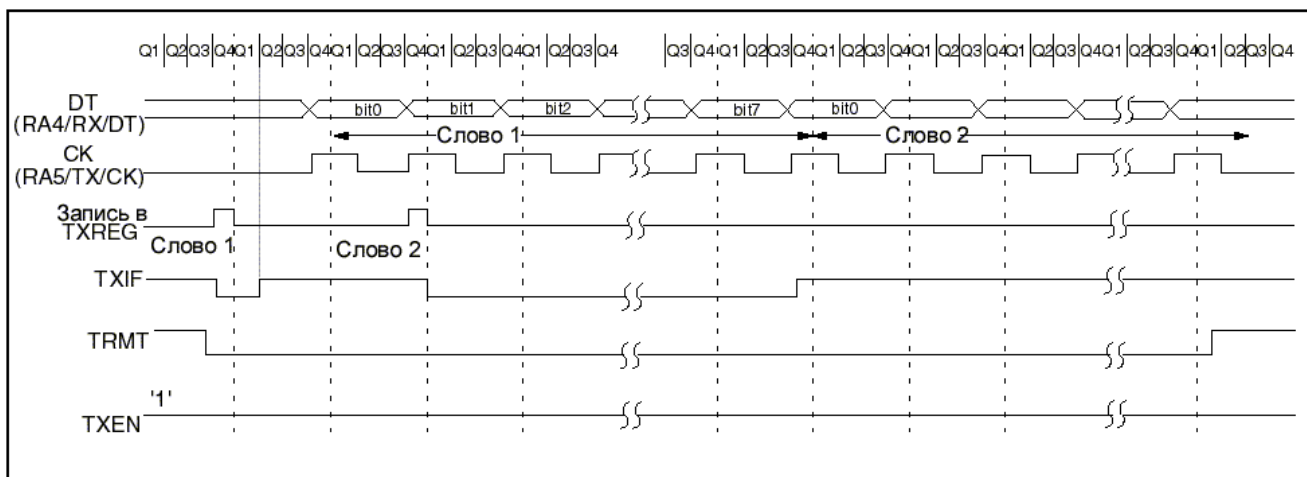 Q1 Q2 Q3 Q4 Q1 Q2 Q3 Q4 Q1 Q2 Q3 Q4 Q1 Q2 Q3 Q4 Q1 Q2 Q3 Q4 Q3 Q4 Q1 Q2 Q3 Q4 Q1 Q2 Q3 Q4 Q1 Q2 Q3 Q4 Q1 Q2 Q3 Q4 Q1 Q2 Q3 Q4 Q1 Q2 Q3 Q4
DT
(RA4/RX/DT)
bit0 bit1 bit2 bit7 bit0
Слово 1 Слово 2
CK
(RA5/TX/CK)
Запись в
TXREG
Слово 1 Слово 2
TXIF
TRMT
'1'
TXEN